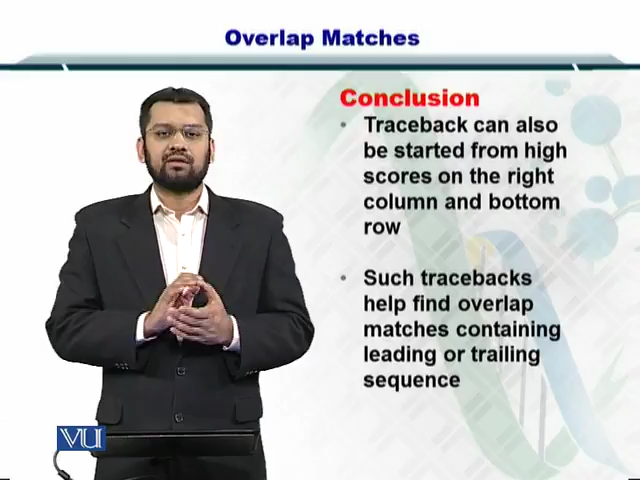 Overlap Matches
Conclusion
• Traceback can also
be started from high
scores on the right
column and bottom
row
• Such tracebacks
help find overlap
matches containing
leading or trailing
sequence
VU